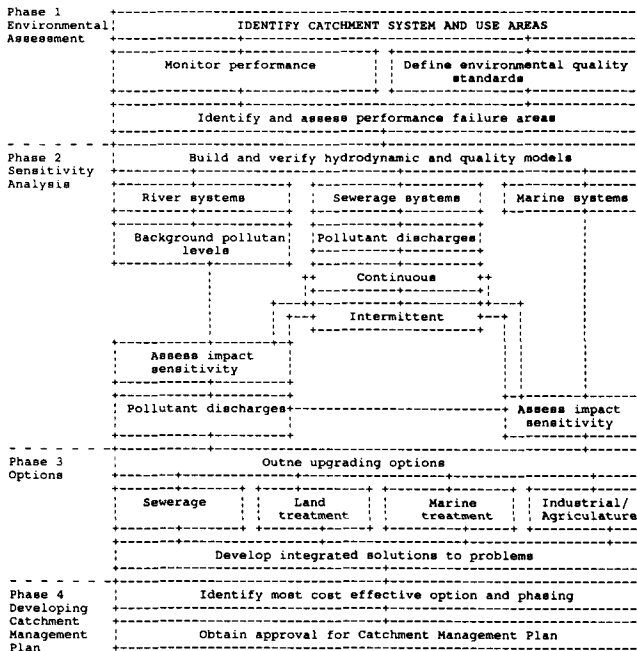 Phase 1
Environmental
Assessment
IDENTIFY CATCHMENT SYSTEM AND USE AREAS
Monitor performance
Define environmental quality
standards
Identify and assess performance failure areas
Phase 2
Sensitivity
Analysis
Build and verify hydrodynamic and quality models
River systems
Sewerage systems
Marine systems
Background pollutan
levels
Pollutant discharges
Continuous
Intermittent
Assess impact
sensitivity
Pollutant discharges
Assess impact
sensitivity
Phase 3
Options
Outne upgrading options
Sewerage
Land
treatment
Marine
treatment
Industrial/
Agriculature
Develop integrated solutions to problems
Phase 4
Developing
Catchment
Management
Plan
Identify most cost effective option and phasing
Obtain approval for Catchment Management Plan